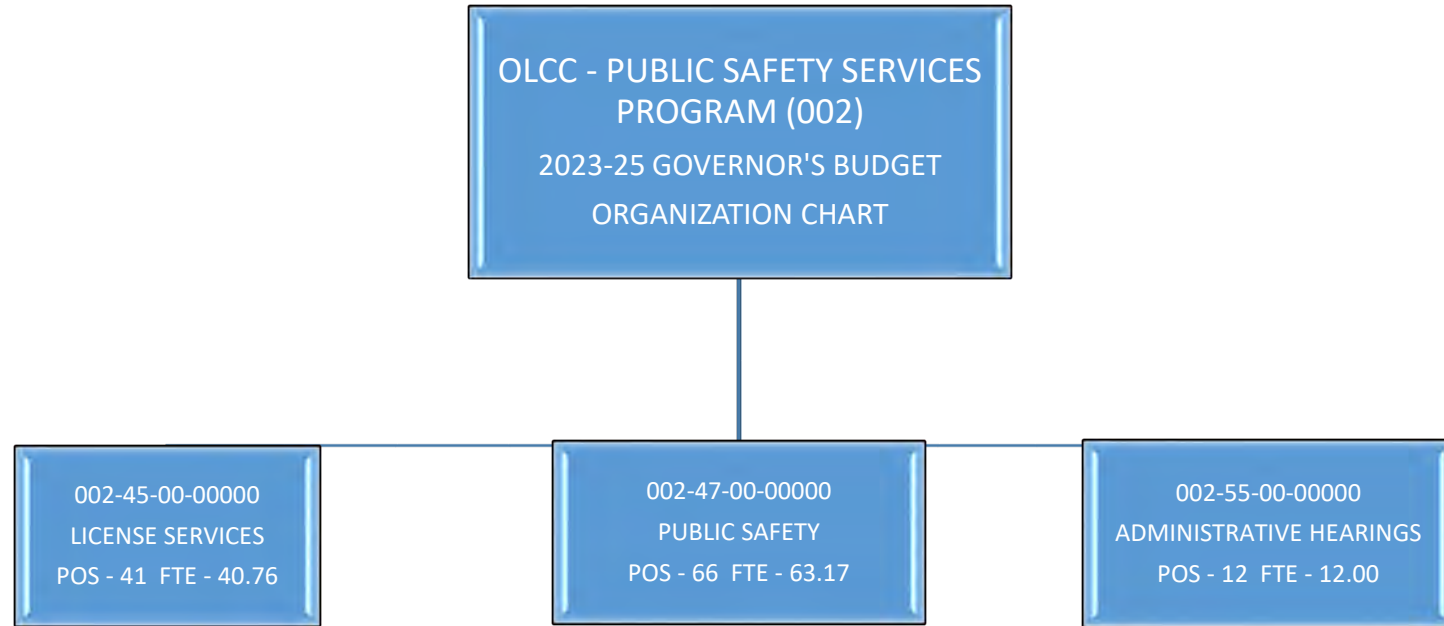 OLCC - PUBLIC SAFETY SERVICES
PROGRAM (002)
2023-25 GOVERNOR'S BUDGET
ORGANIZATION CHART
002-45-00-00000
LICENSE SERVICES
POS - 41  FTE - 40.76
002-47-00-00000
PUBLIC SAFETY
POS - 66  FTE - 63.17
002-55-00-00000
ADMINISTRATIVE HEARINGS
POS - 12  FTE - 12.00